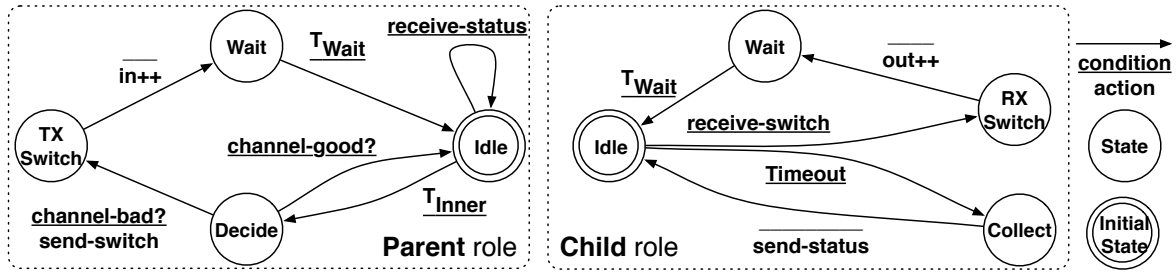 receive-status
Wait
T_Wait
in++
TX
Switch
channel-good?
Idle
T_Inner
channel-bad?
send-switch
Decide
Parent role
Wait
out++
T_Wait
RX
Switch
receive-switch
Idle
Timeout
send-status
Collect
Child role
condition
action
State
Initial
State